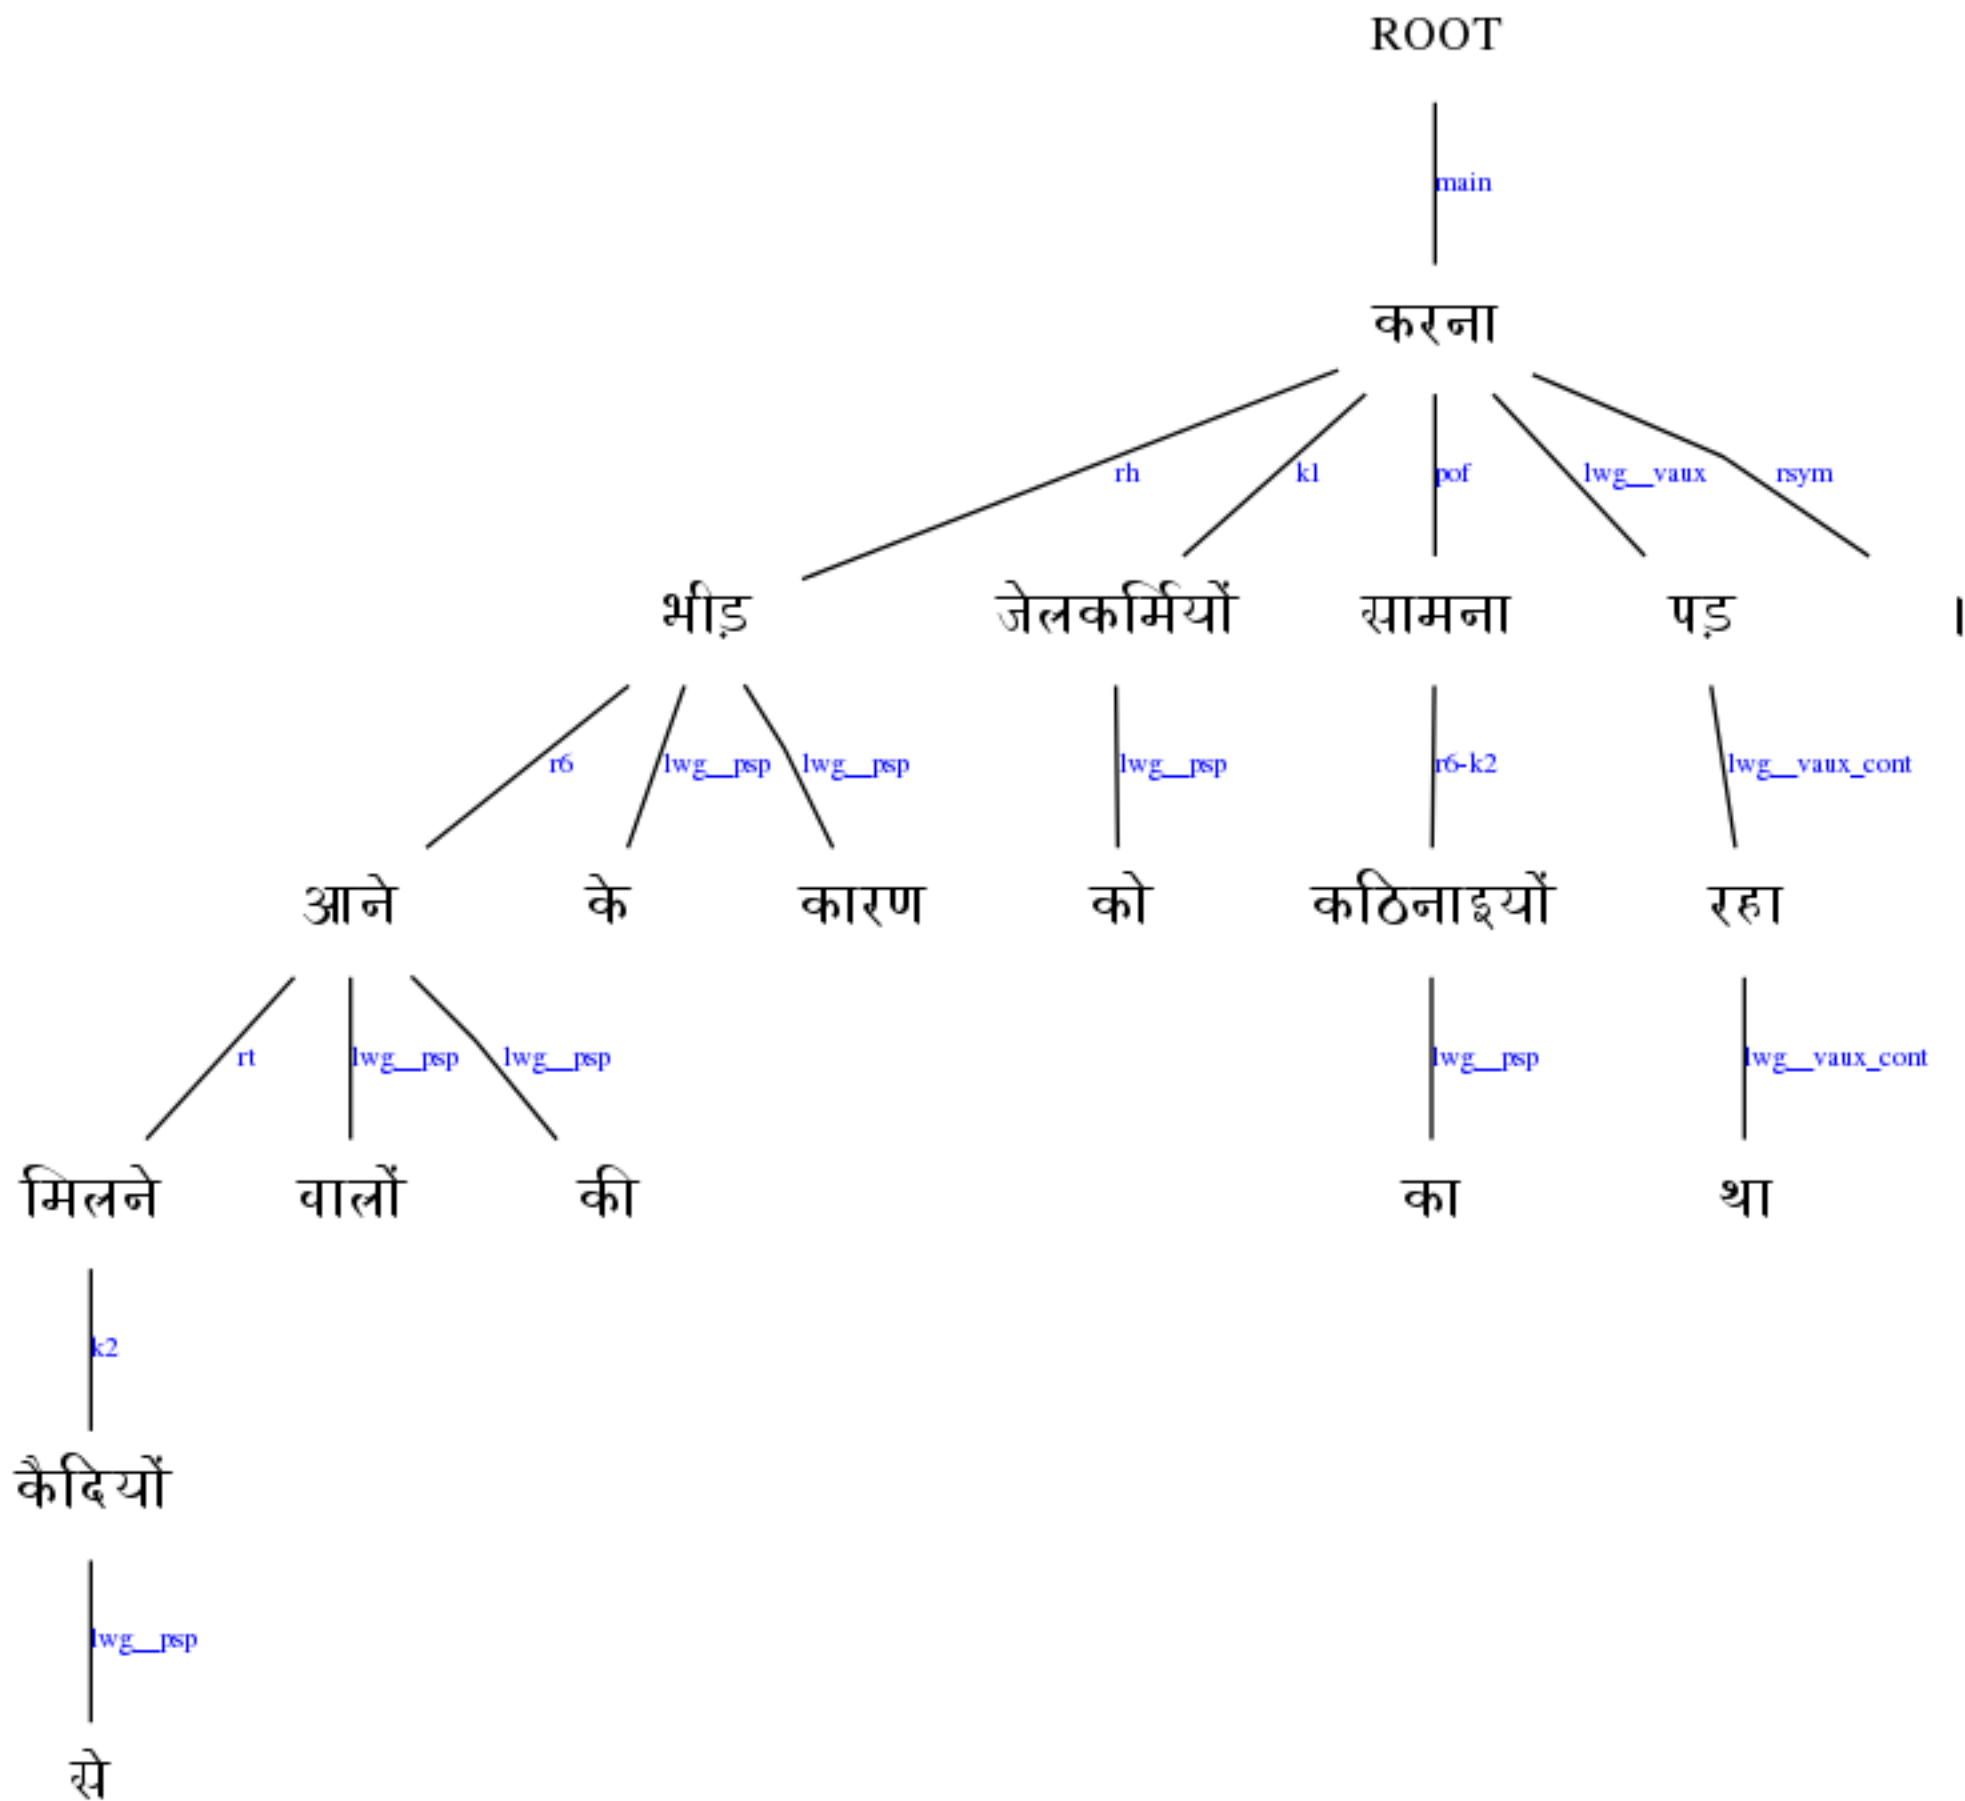 ROOT
main
करना
rh k1 pof lwg__vaux rsym
भीड़ जेलकर्मियों सामना पड़ ।
r6 lwg__psp lwg__psp lwg__psp r6-k2 lwg__vaux_cont
आने के कारण को कठिनाइयों रहा
rt lwg__psp lwg__psp lwg__psp lwg__vaux_cont
मिलने वालों की का था
k2
कैदियों
lwg__psp
से